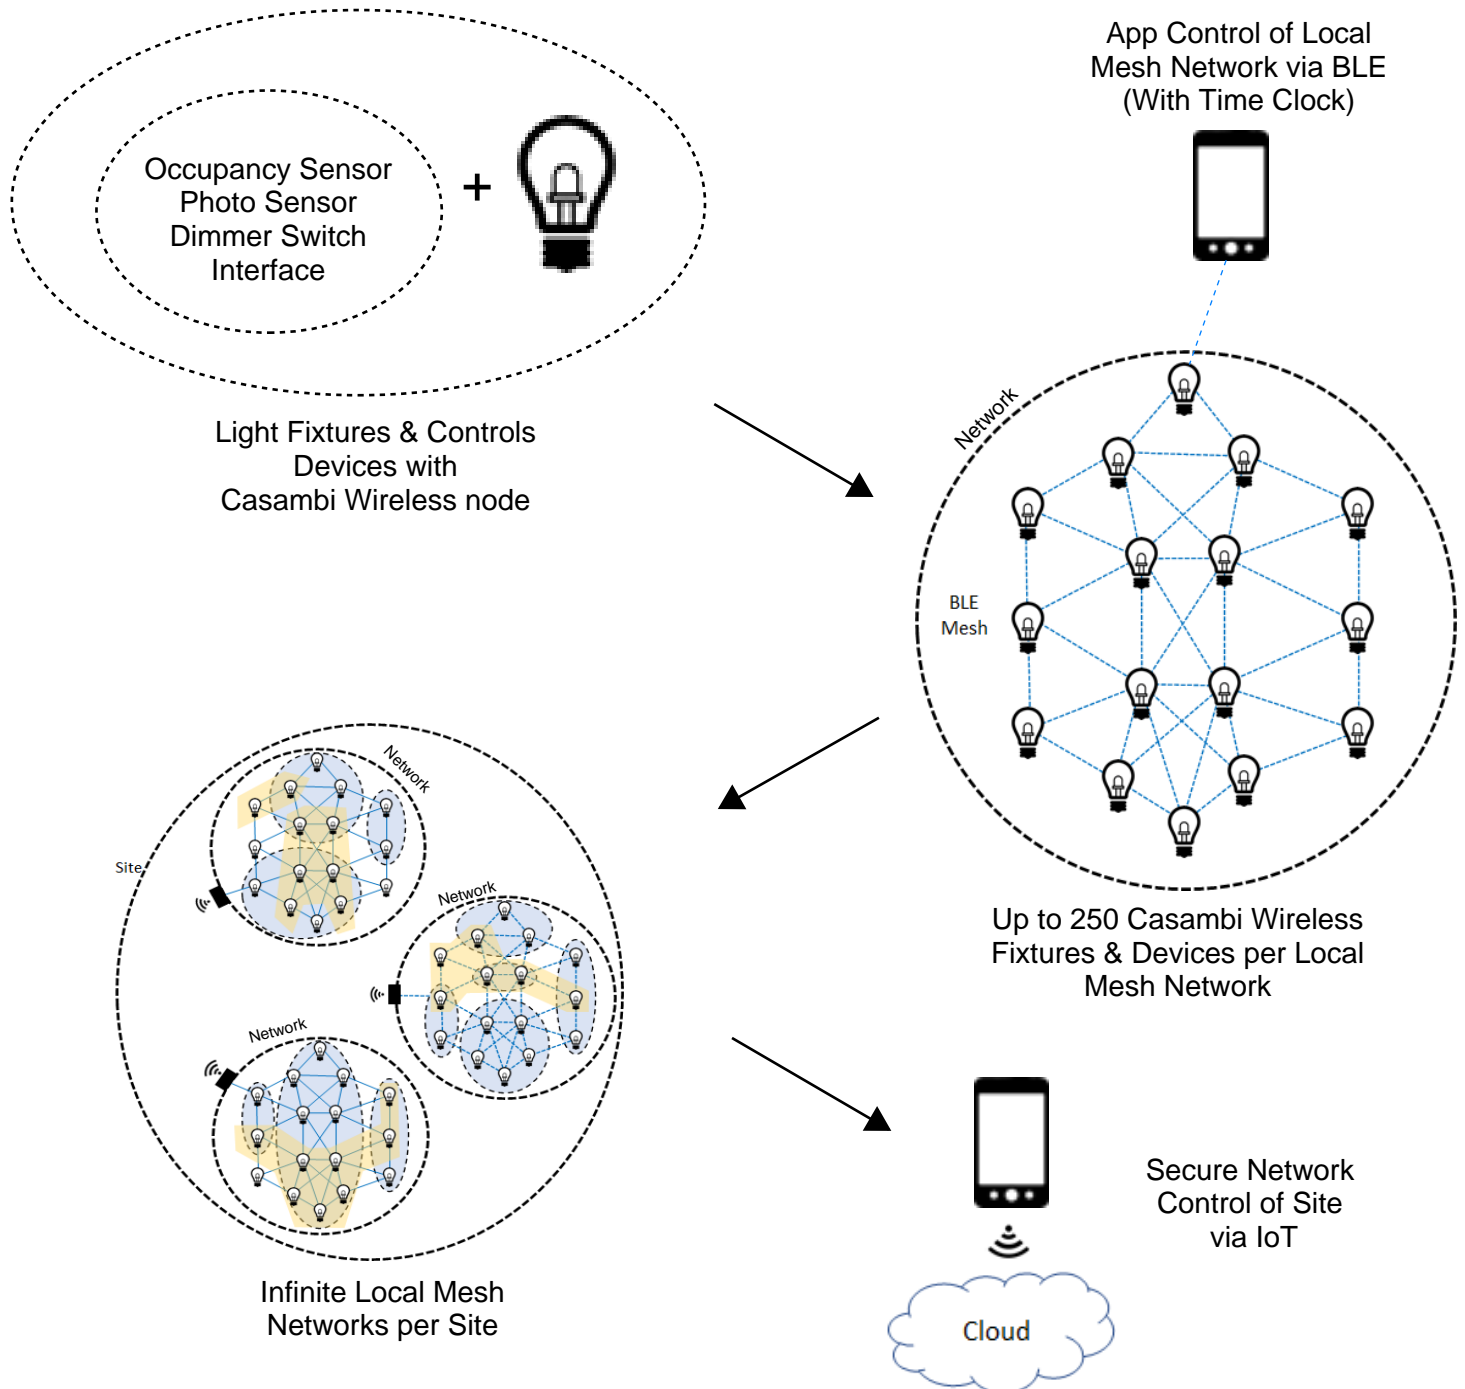 App Control of Local
Mesh Network via BLE
(With Time Clock)
Occupancy Sensor
Photo Sensor
Dimmer Switch
Interface
+
Light Fixtures & Controls
Devices with
Casambi Wireless node
Network
BLE
Mesh
Up to 250 Casambi Wireless
Fixtures & Devices per Local
Mesh Network
Site
Network
Network
Network
Infinite Local Mesh
Networks per Site
Secure Network
Control of Site
via IoT
Cloud